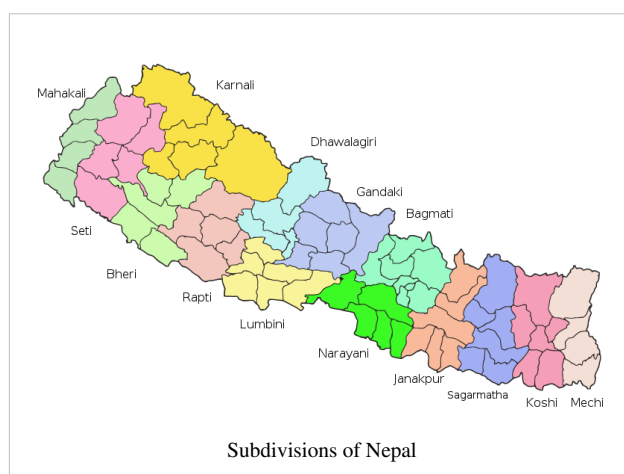 Karnali
Mahakali
Dhawalagiri
Gandaki
Bagmati
Seti
Bheri
Rapti
Lumbini
Narayani
Janakpur
Sagarmatha
Koshi
Mechi
Subdivisions of Nepal